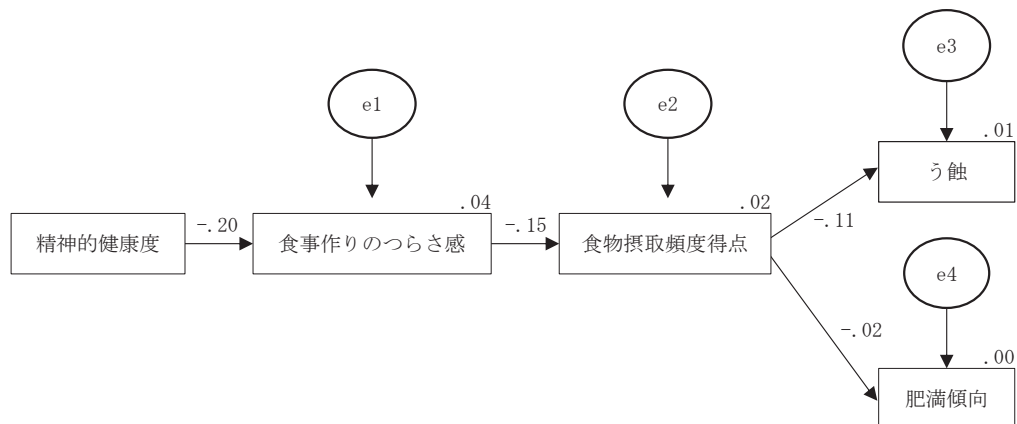 e3
e1
e2
.01
う蝕
.04
.02
-.20
-.15
-.11
精神的健康度
食事作りのつらさ感
食物摂取頻度得点
e4
-.02
.00
肥満傾向